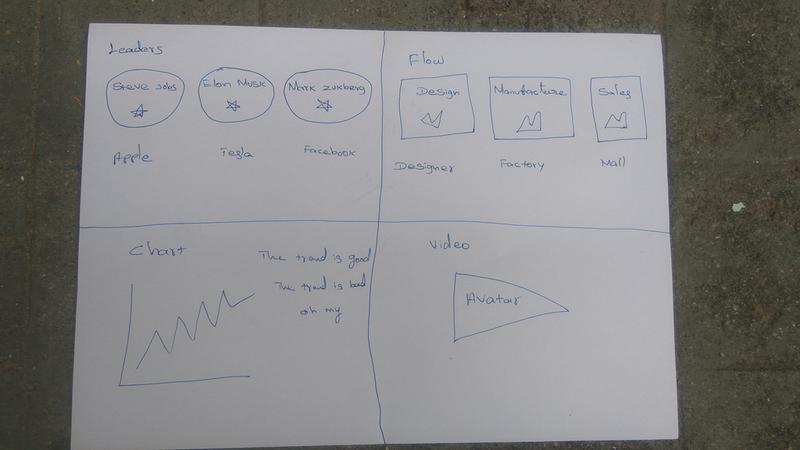 Leaders
Steve Jobs Elon Musk Mark zukberg
Apple Tesla Facebook
Flow
Design Manufacture Sales
Designer Factory Mall
Chart
The trend is good
The trend is bad
oh my
Video
Avatar